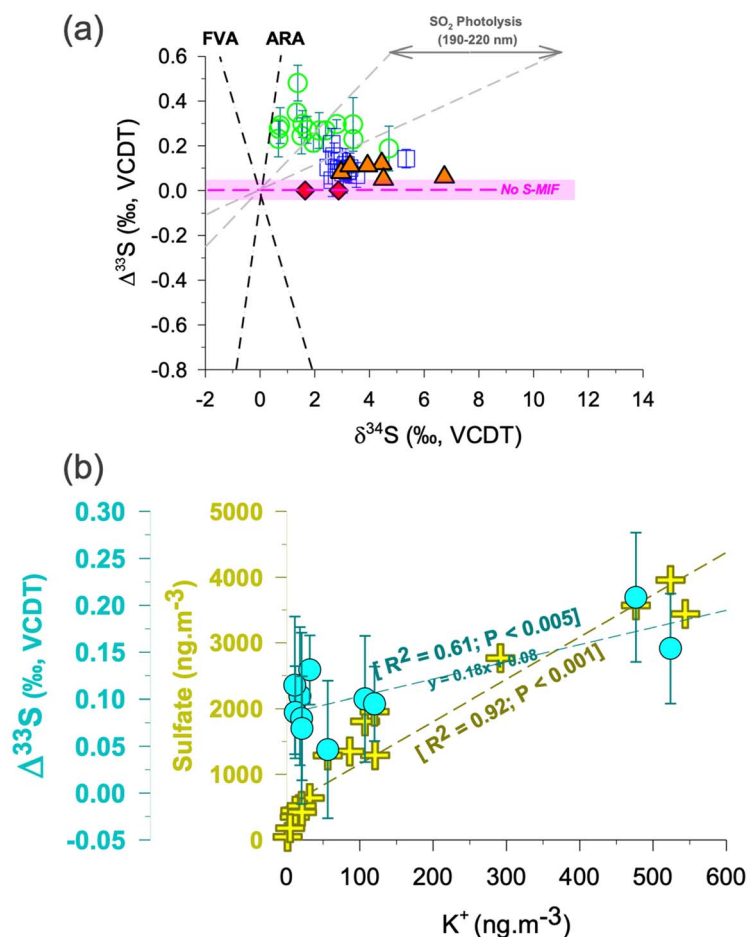 (a)
FVA ARA
SO2 Photolysis
(190-220 nm)
0.6
0.4
0.2
0.0
-0.2
-0.4
-0.6
-0.8
Δ33S (‰, VCDT)
No S-MIF
-2 0 2 4 6 8 10 12 14
δ34S (‰, VCDT)
(b)
0.30
0.25
0.20
0.15
0.10
0.05
0.00
-0.05
Δ33S (‰, VCDT)
5000
4000
3000
2000
1000
0
Sulfate (ng.m-3)
[ R2 = 0.61; P < 0.005]
y = 0.18x + 0.08
[ R2 = 0.92; P < 0.001]
0 100 200 300 400 500 600
K+ (ng.m-3)